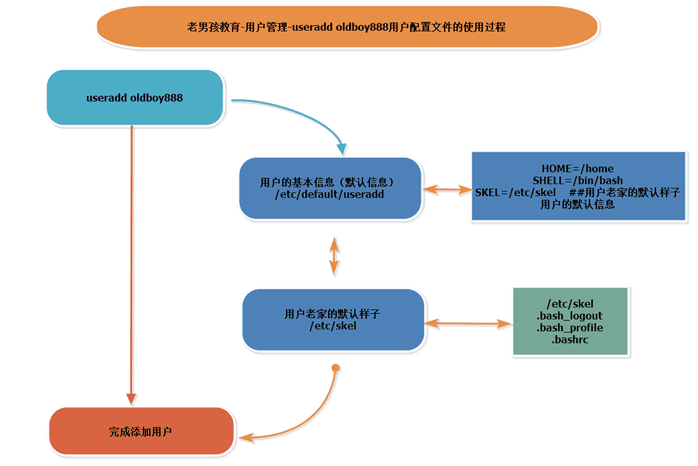 老男孩教育-用户管理-useradd oldboy888用户配置文件的使用过程
useradd oldboy888
用户的基本信息（默认信息）
/etc/default/useradd
HOME=/home
SHELL=/bin/bash
SKEL=/etc/skel ##用户老家的默认样子
用户的默认信息
用户老家的默认样子
/etc/skel
/etc/skel
.bash_logout
.bash_profile
.bashrc
完成添加用户